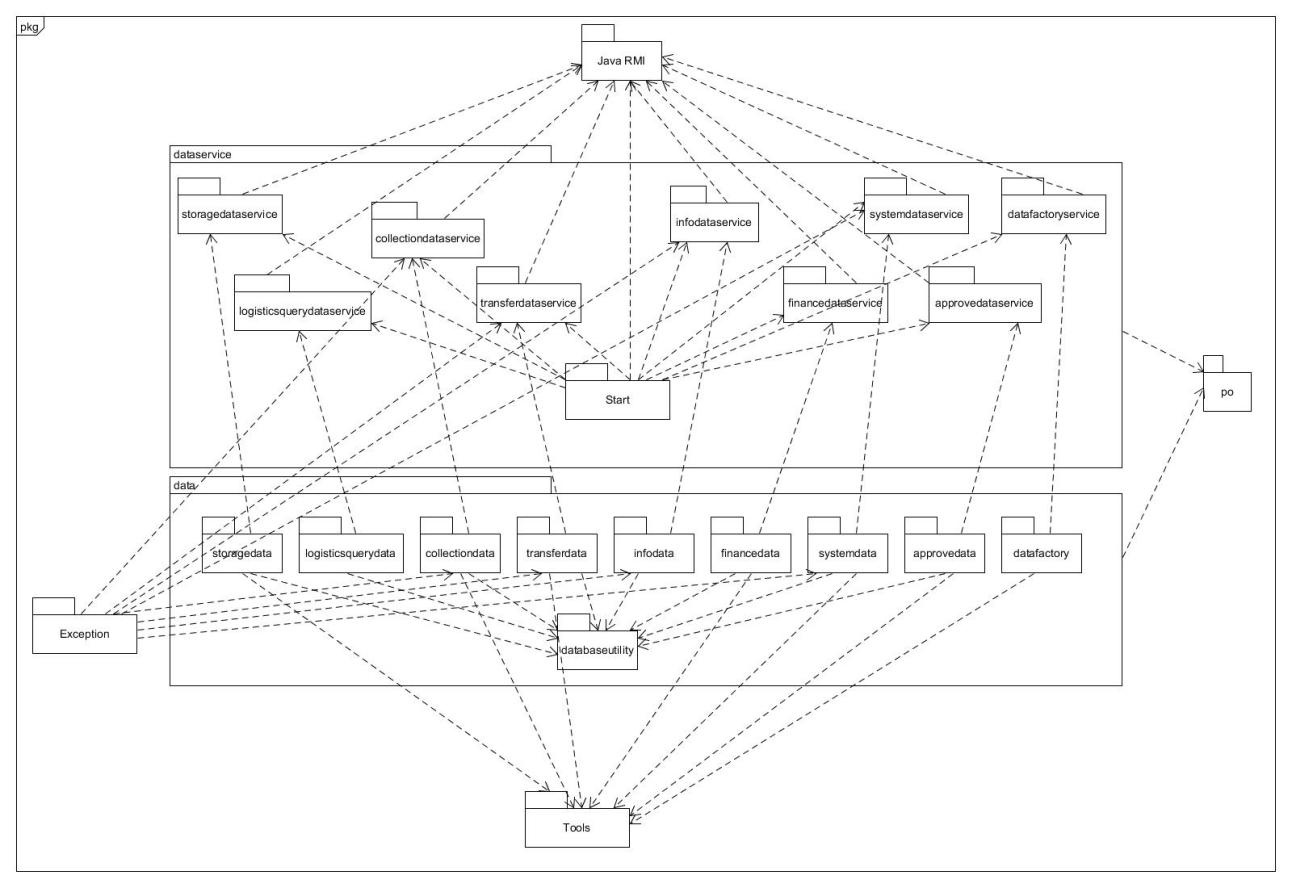 pkg
Java RMI
dataservice
storagedataservice
collectiondataservice
infodataservice
systemdataservice
datafactoryservice
logisticsquerydataservice
transferdataservice
financedataservice
approvedataservice
Start
po
data
storagedata
logisticsquerydata
collectiondata
transferdata
infodata
financedata
systemdata
approvedata
datafactory
Exception
databaseutility
Tools